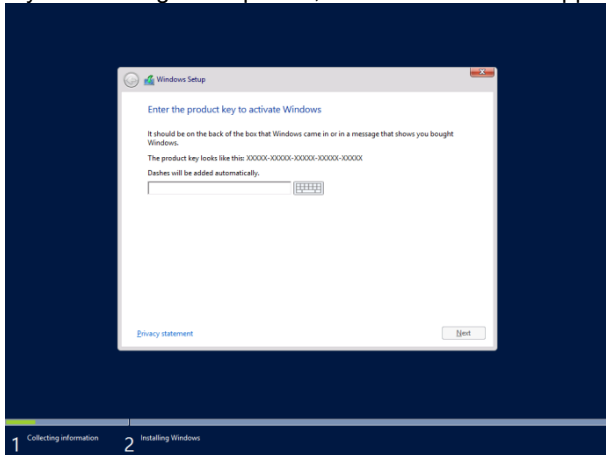 Windows Setup
Enter the product key to activate Windows
It should be on the back of the box that Windows came in or in a message that shows you bought
Windows.
The product key looks like this: XXXXX-XXXXX-XXXXX-XXXXX-XXXXX
Dashes will be added automatically.
Privacy statement
Next
1 Collecting information
2 Installing Windows